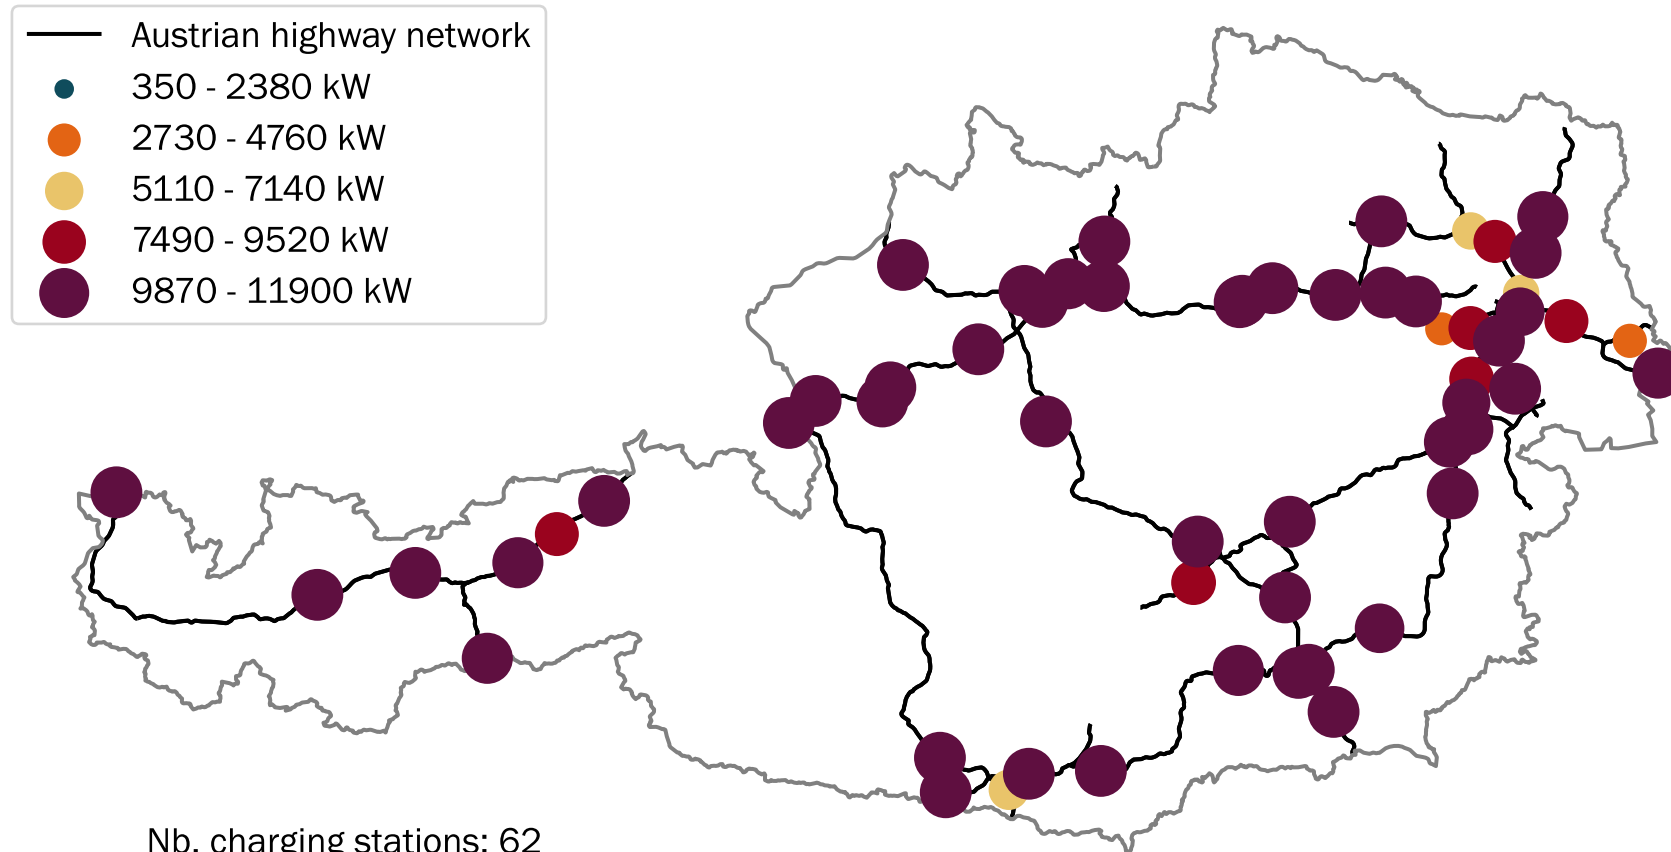 Austrian highway network
350 - 2380 kW
2730 - 4760 kW
5110 - 7140 kW
7490 - 9520 kW
9870 - 11900 kW
Nb. charging stations: 62